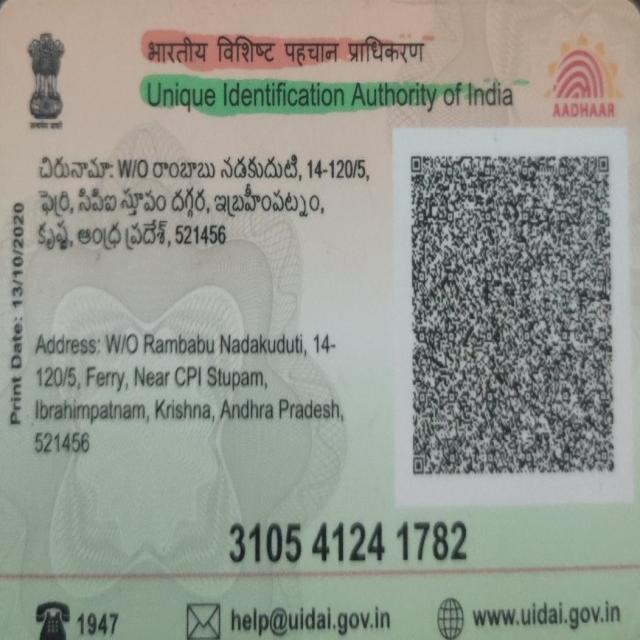 भारतीय विशिष्ट पहचान प्राधिकरण
Unique Identification Authority of India
AADHAAR
చిరునామా: W/O రాంబాబు నడకుదుటి, 14-120/5,
ఫెర్రి, సిపిఐ స్తూపం దగ్గర, ఇబ్రహీంపట్నం,
కృష్ణ, ఆంధ్ర ప్రదేశ్, 521456
Print Date: 13/10/2020
Address: W/O Rambabu Nadakuduti, 14-
120/5, Ferry, Near CPI Stupam,
Ibrahimpatnam, Krishna, Andhra Pradesh,
521456
3105 4124 1782
1947
help@uidai.gov.in
www.uidai.gov.in